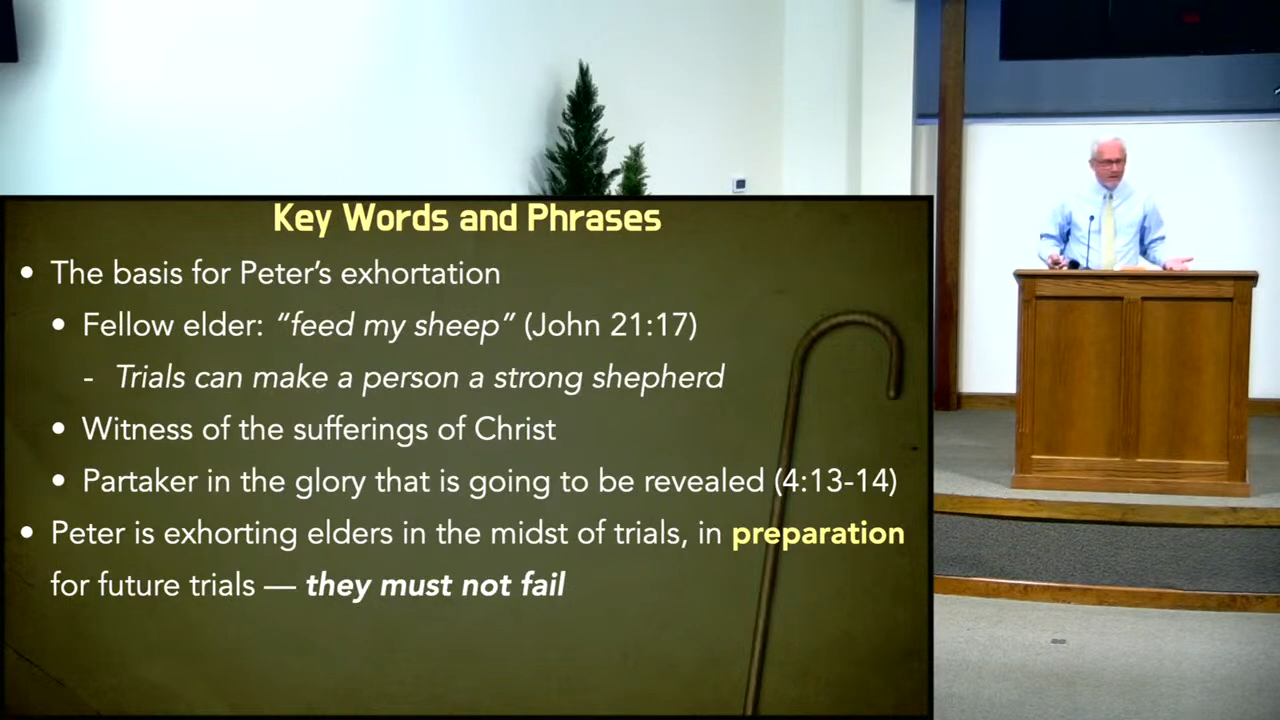 Key Words and Phrases
• The basis for Peter’s exhortation
• Fellow elder: “feed my sheep” (John 21:17)
- Trials can make a person a strong shepherd
• Witness of the sufferings of Christ
• Partaker in the glory that is going to be revealed (4:13-14)
• Peter is exhorting elders in the midst of trials, in preparation
for future trials — they must not fail